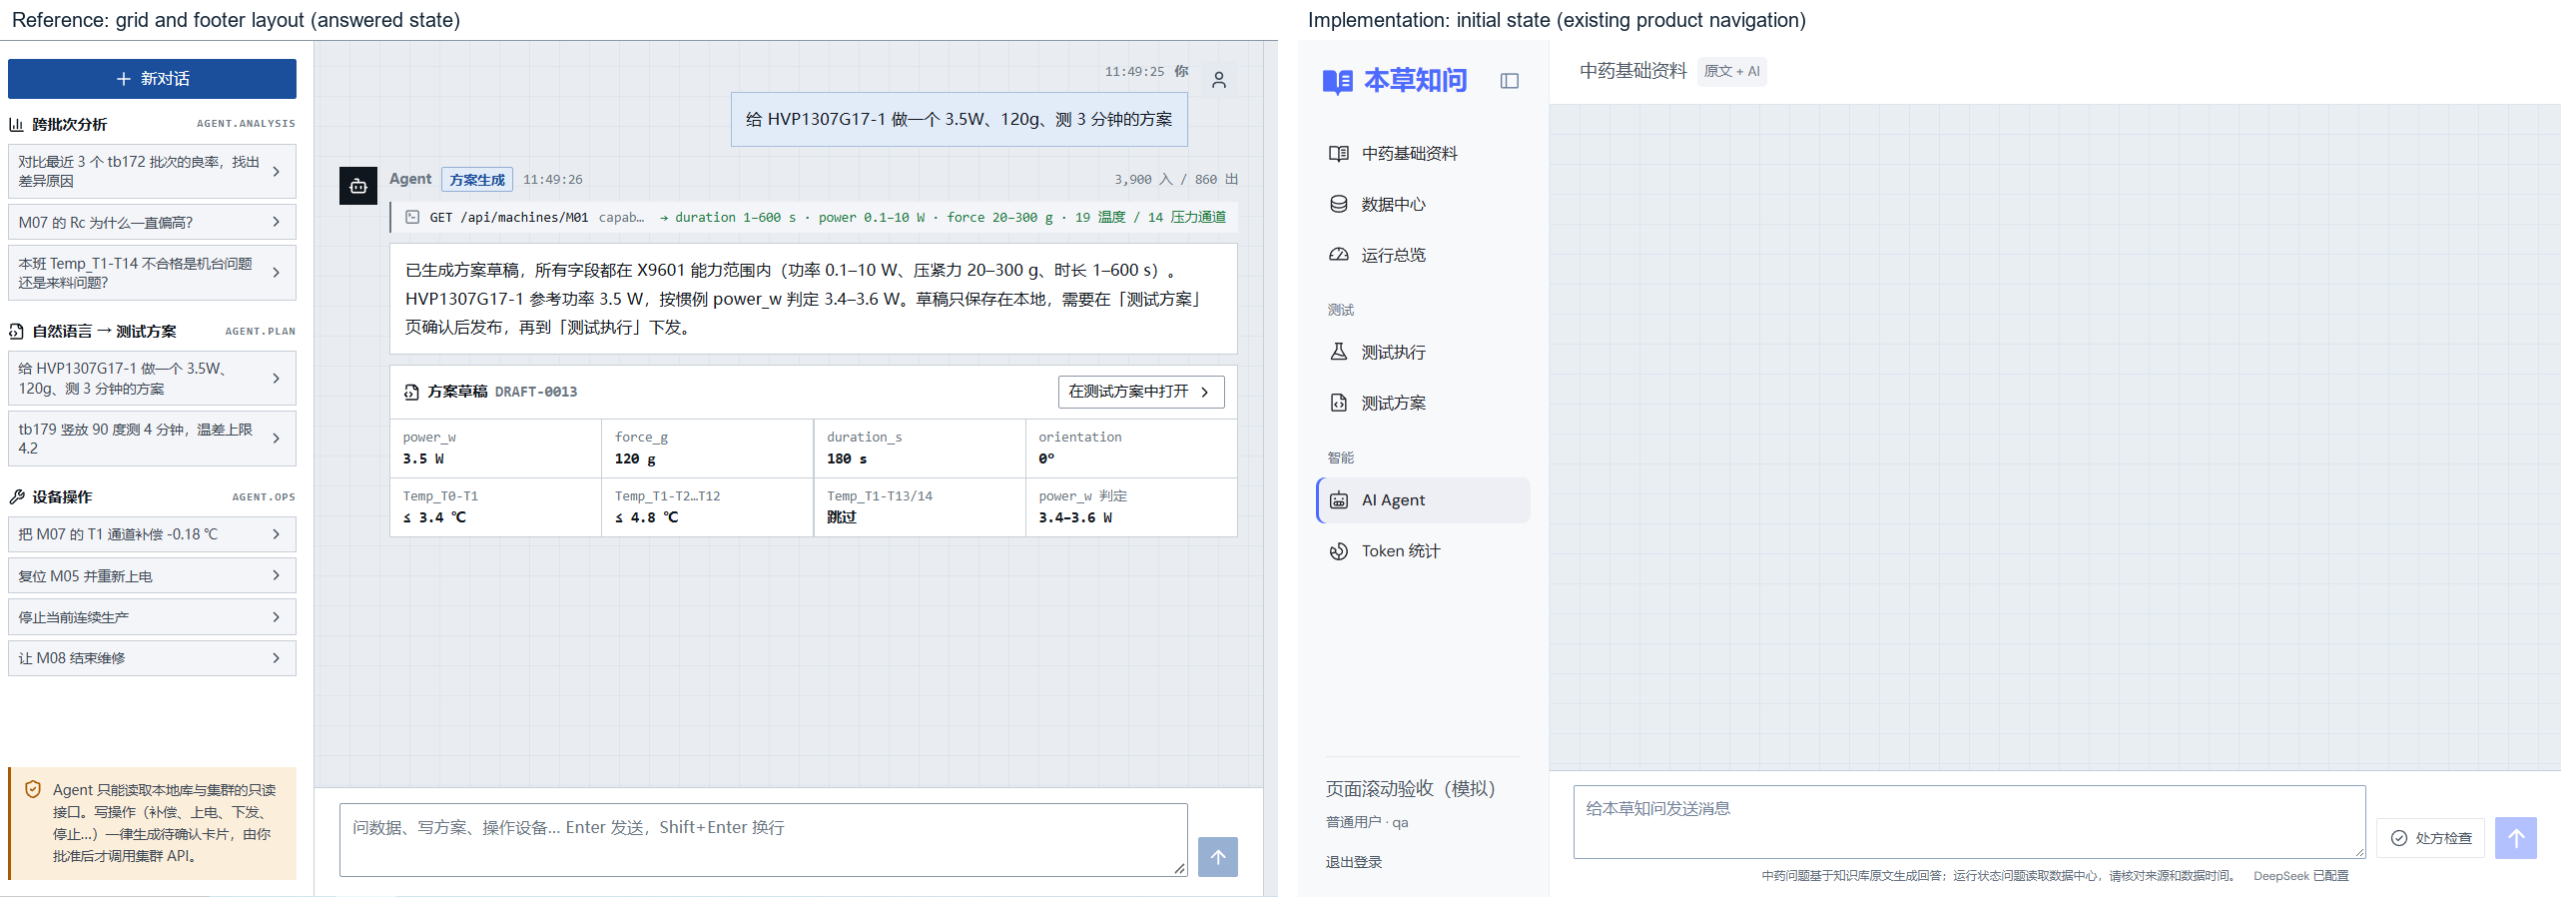 Reference: grid and footer layout (answered state)
新对话
跨批次分析 AGENT.ANALYSIS
对比最近 3 个 tb172 批次的良率，找出
差异原因
M07 的 Rc 为什么一直偏高？
本班 Temp_T1-T14 不合格是机台问题
还是来料问题？
自然语言 → 测试方案 AGENT.PLAN
给 HVP1307G17-1 做一个 3.5W、
120g、测 3 分钟的方案
tb179 竖放 90 度测 4 分钟，温差上限
4.2
设备操作 AGENT.OPS
把 M07 的 T1 通道补偿 -0.18 ℃
复位 M05 并重新上电
停止当前连续生产
让 M08 结束维修
Agent 只能读取本地库与集群的只读
接口。写操作（补偿、上电、下发、
停止…）一律生成待确认卡片，由你
批准后才调用集群 API。
11:49:25 你
给 HVP1307G17-1 做一个 3.5W、120g、测 3 分钟的方案
Agent 方案生成 11:49:26 3,900 入 / 860 出
GET /api/machines/M01 capab… → duration 1–600 s · power 0.1–10 W · force 20–300 g · 19 温度 / 14 压力通道
已生成方案草稿，所有字段都在 X9601 能力范围内（功率 0.1–10 W、压紧力 20–300 g、时长 1–600 s）。
HVP1307G17-1 参考功率 3.5 W，按惯例 power_w 判定 3.4–3.6 W。草稿只保存在本地，需要在「测试方案」
页确认后发布，再到「测试执行」下发。
方案草稿 DRAFT-0013 在测试方案中打开
power_w force_g duration_s orientation
3.5 W 120 g 180 s 0°
Temp_T0-T1 Temp_T1-T2…T12 Temp_T1-T13/14 power_w 判定
≤ 3.4 ℃ ≤ 4.8 ℃ 跳过 3.4–3.6 W
问数据、写方案、操作设备… Enter 发送，Shift+Enter 换行
Implementation: initial state (existing product navigation)
本草知问
中药基础资料
数据中心
运行总览
测试
测试执行
测试方案
智能
AI Agent
Token 统计
页面滚动验收（模拟）
普通用户 · qa
退出登录
中药基础资料 原文 + AI
给本草知问发送消息
处方检查
中药问题基于知识库原文生成回答；运行状态问题读取数据中心，请核对来源和数据时间。 DeepSeek 已配置